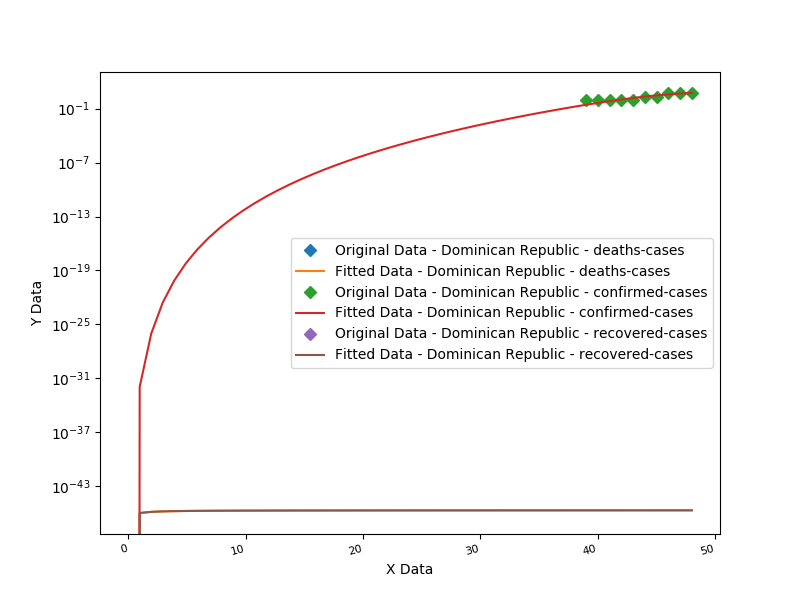 10⁻¹
10⁻⁷
10⁻¹³
10⁻¹⁹
10⁻²⁵
10⁻³¹
10⁻³⁷
10⁻⁴³
Y Data
Original Data - Dominican Republic - deaths-cases
Fitted Data - Dominican Republic - deaths-cases
Original Data - Dominican Republic - confirmed-cases
Fitted Data - Dominican Republic - confirmed-cases
Original Data - Dominican Republic - recovered-cases
Fitted Data - Dominican Republic - recovered-cases
0 10 20 30 40 50
X Data